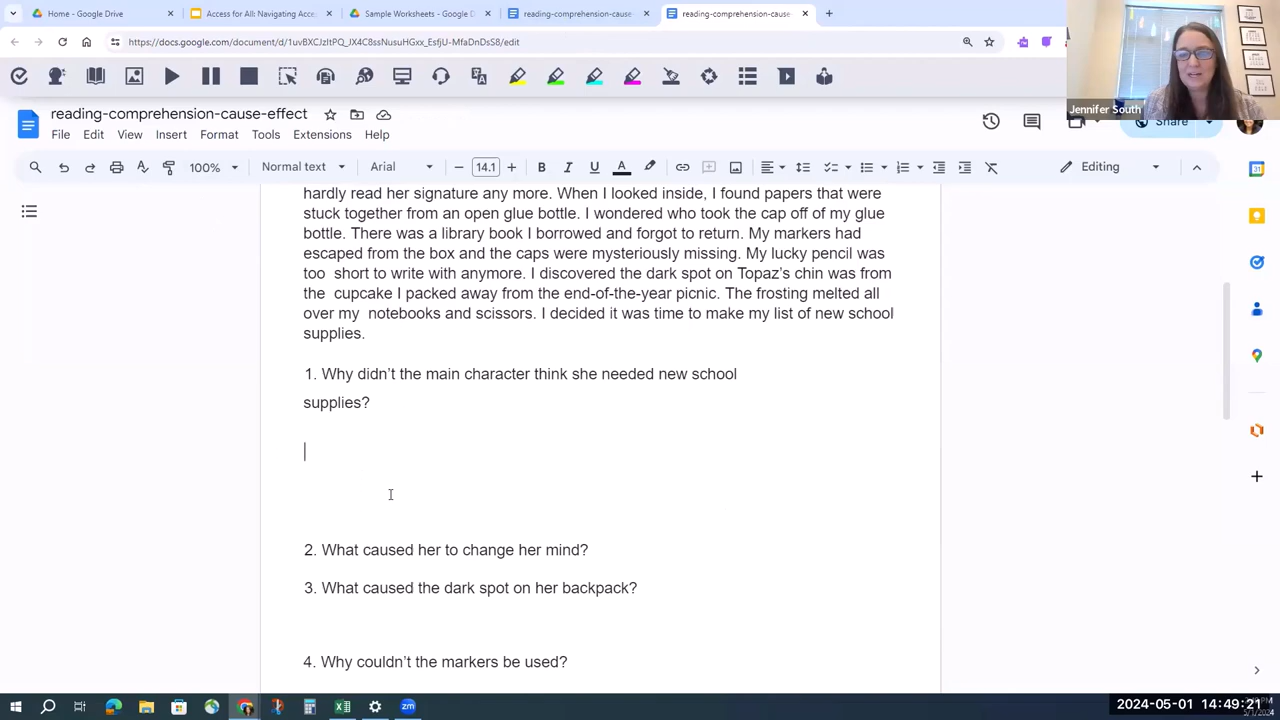 Home - Google Drive
Access for All: Navigating Acce
Sample Worksheets - Google D
reading-comprehension-cause-
reading-comprehension-cause-
https://docs.google.com/document/d/1uvBXCJzItPQ_JX4C8ssNusuHGxx_EsfjU-MfaDnDsS8/edit
Jennifer South
reading-comprehension-cause-effect
File Edit View Insert Format Tools Extensions Help
Share
100% Normal text Arial 14.1 Editing
hardly read her signature any more. When I looked inside, I found papers that were
stuck together from an open glue bottle. I wondered who took the cap off of my glue
bottle. There was a library book I borrowed and forgot to return. My markers had
escaped from the box and the caps were mysteriously missing. My lucky pencil was
too short to write with anymore. I discovered the dark spot on Topaz's chin was from
the cupcake I packed away from the end-of-the-year picnic. The frosting melted all
over my notebooks and scissors. I decided it was time to make my list of new school
supplies.
1. Why didn't the main character think she needed new school
supplies?
2. What caused her to change her mind?
3. What caused the dark spot on her backpack?
4. Why couldn't the markers be used?
2024-05-01 14:49:21
5/1/2024